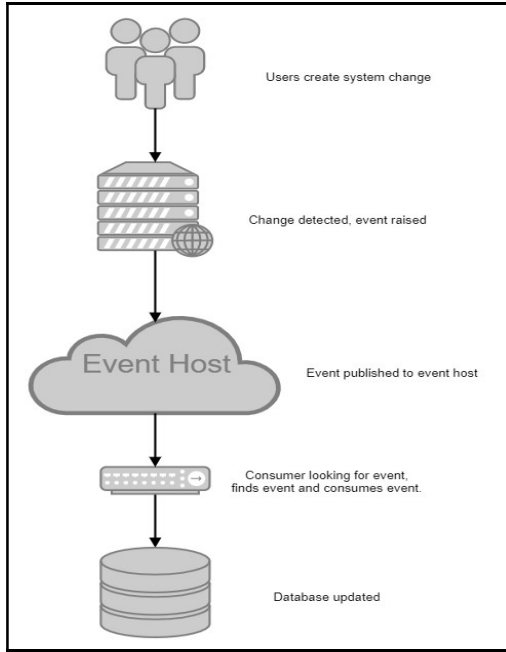 Users create system change
Change detected, event raised
Event Host
Event published to event host
Consumer looking for event,
finds event and consumes event.
Database updated